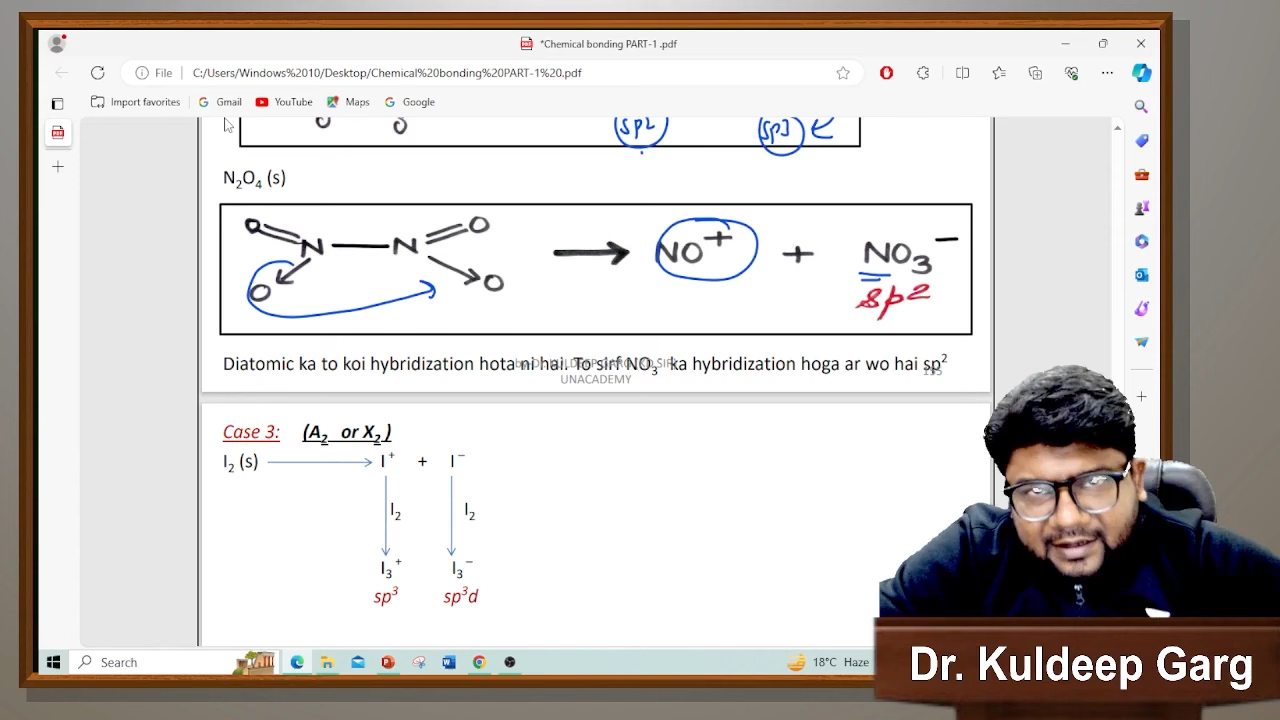 *Chemical bonding PART-1 .pdf
File
C:/Users/Windows%2010/Desktop/Chemical%20bonding%20PART-1%20.pdf
Import favorites
Gmail
YouTube
Maps
Google
O O
sp2 sp3
N₂O₄ (s)
O=N—N=O
O O
NO⁺ + NO₃⁻
sp2
Diatomic ka to koi hybridization hota ni hai.. To sirf NO₃⁻ ka hybridization hoga ar wo hai sp²
UNACADEMY
Case 3: (A₂ or X₂ )
I₂ (s) I⁺ + I⁻
I₂ I₂
I₃⁺ I₃⁻
sp³ sp³d
Search
18°C Haze
Dr. Kuldeep Garg